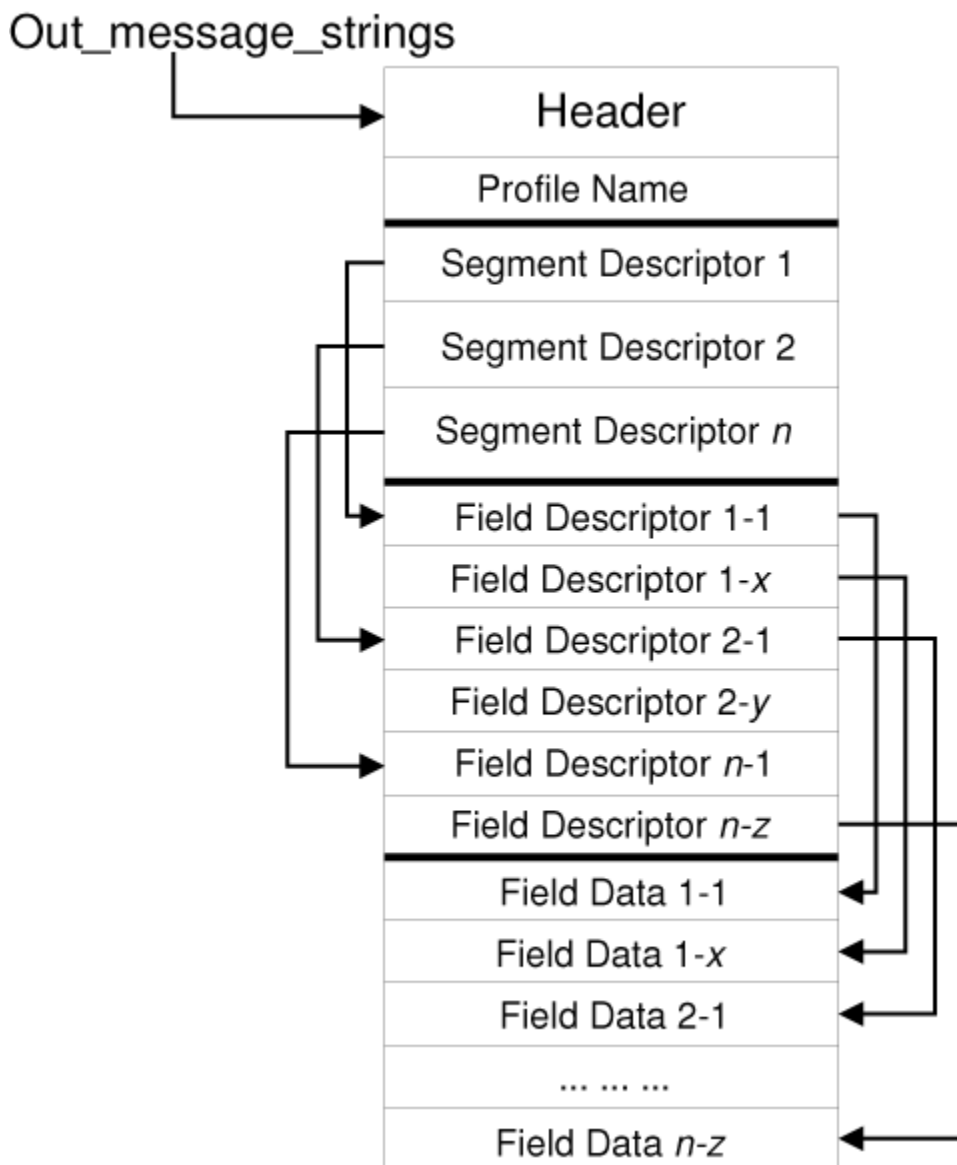 Out_message_strings
Header
Profile Name
Segment Descriptor 1
Segment Descriptor 2
Segment Descriptor n
Field Descriptor 1-1
Field Descriptor 1-x
Field Descriptor 2-1
Field Descriptor 2-y
Field Descriptor n-1
Field Descriptor n-z
Field Data 1-1
Field Data 1-x
Field Data 2-1
... ... ...
Field Data n-z